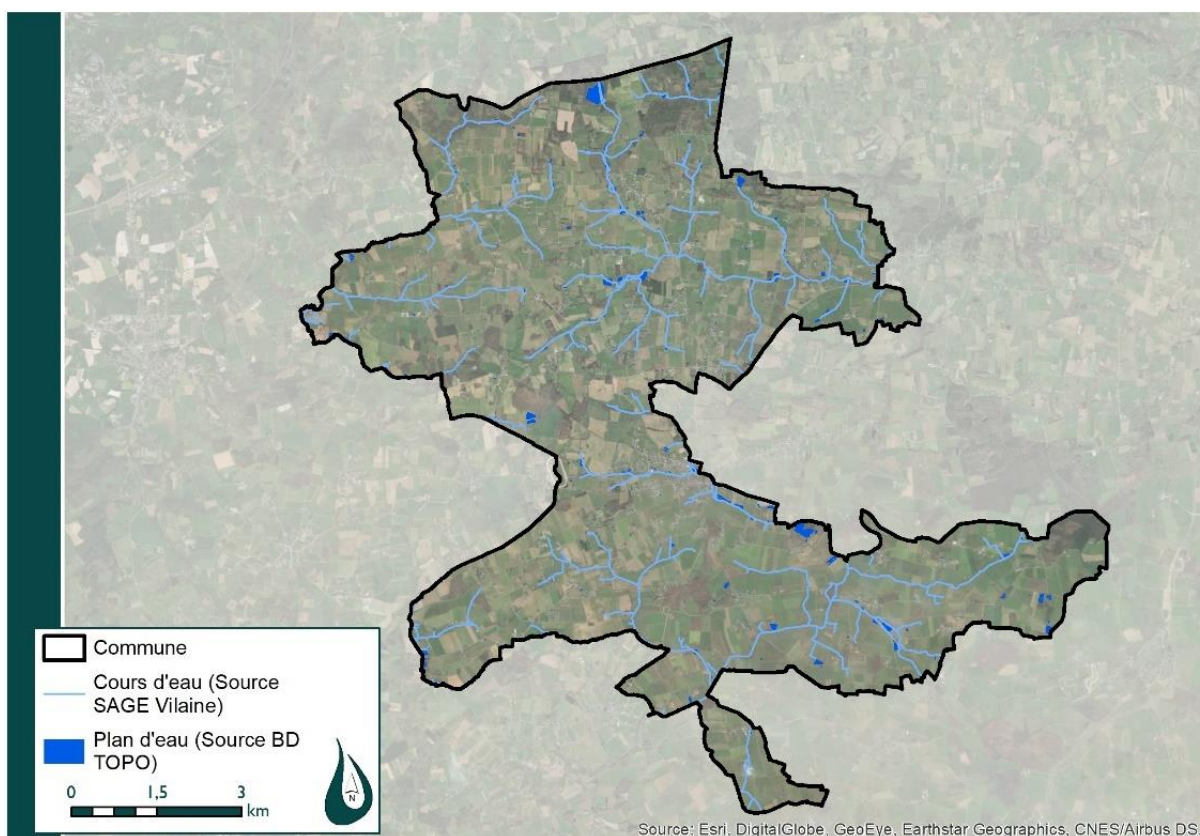 Commune
Cours d'eau (Source
SAGE Vilaine)
Plan d'eau (Source BD
TOPO)
0 1,5 3
km
N
Source: Esri, DigitalGlobe, GeoEye, Earthstar Geographics, CNES/Airbus DS